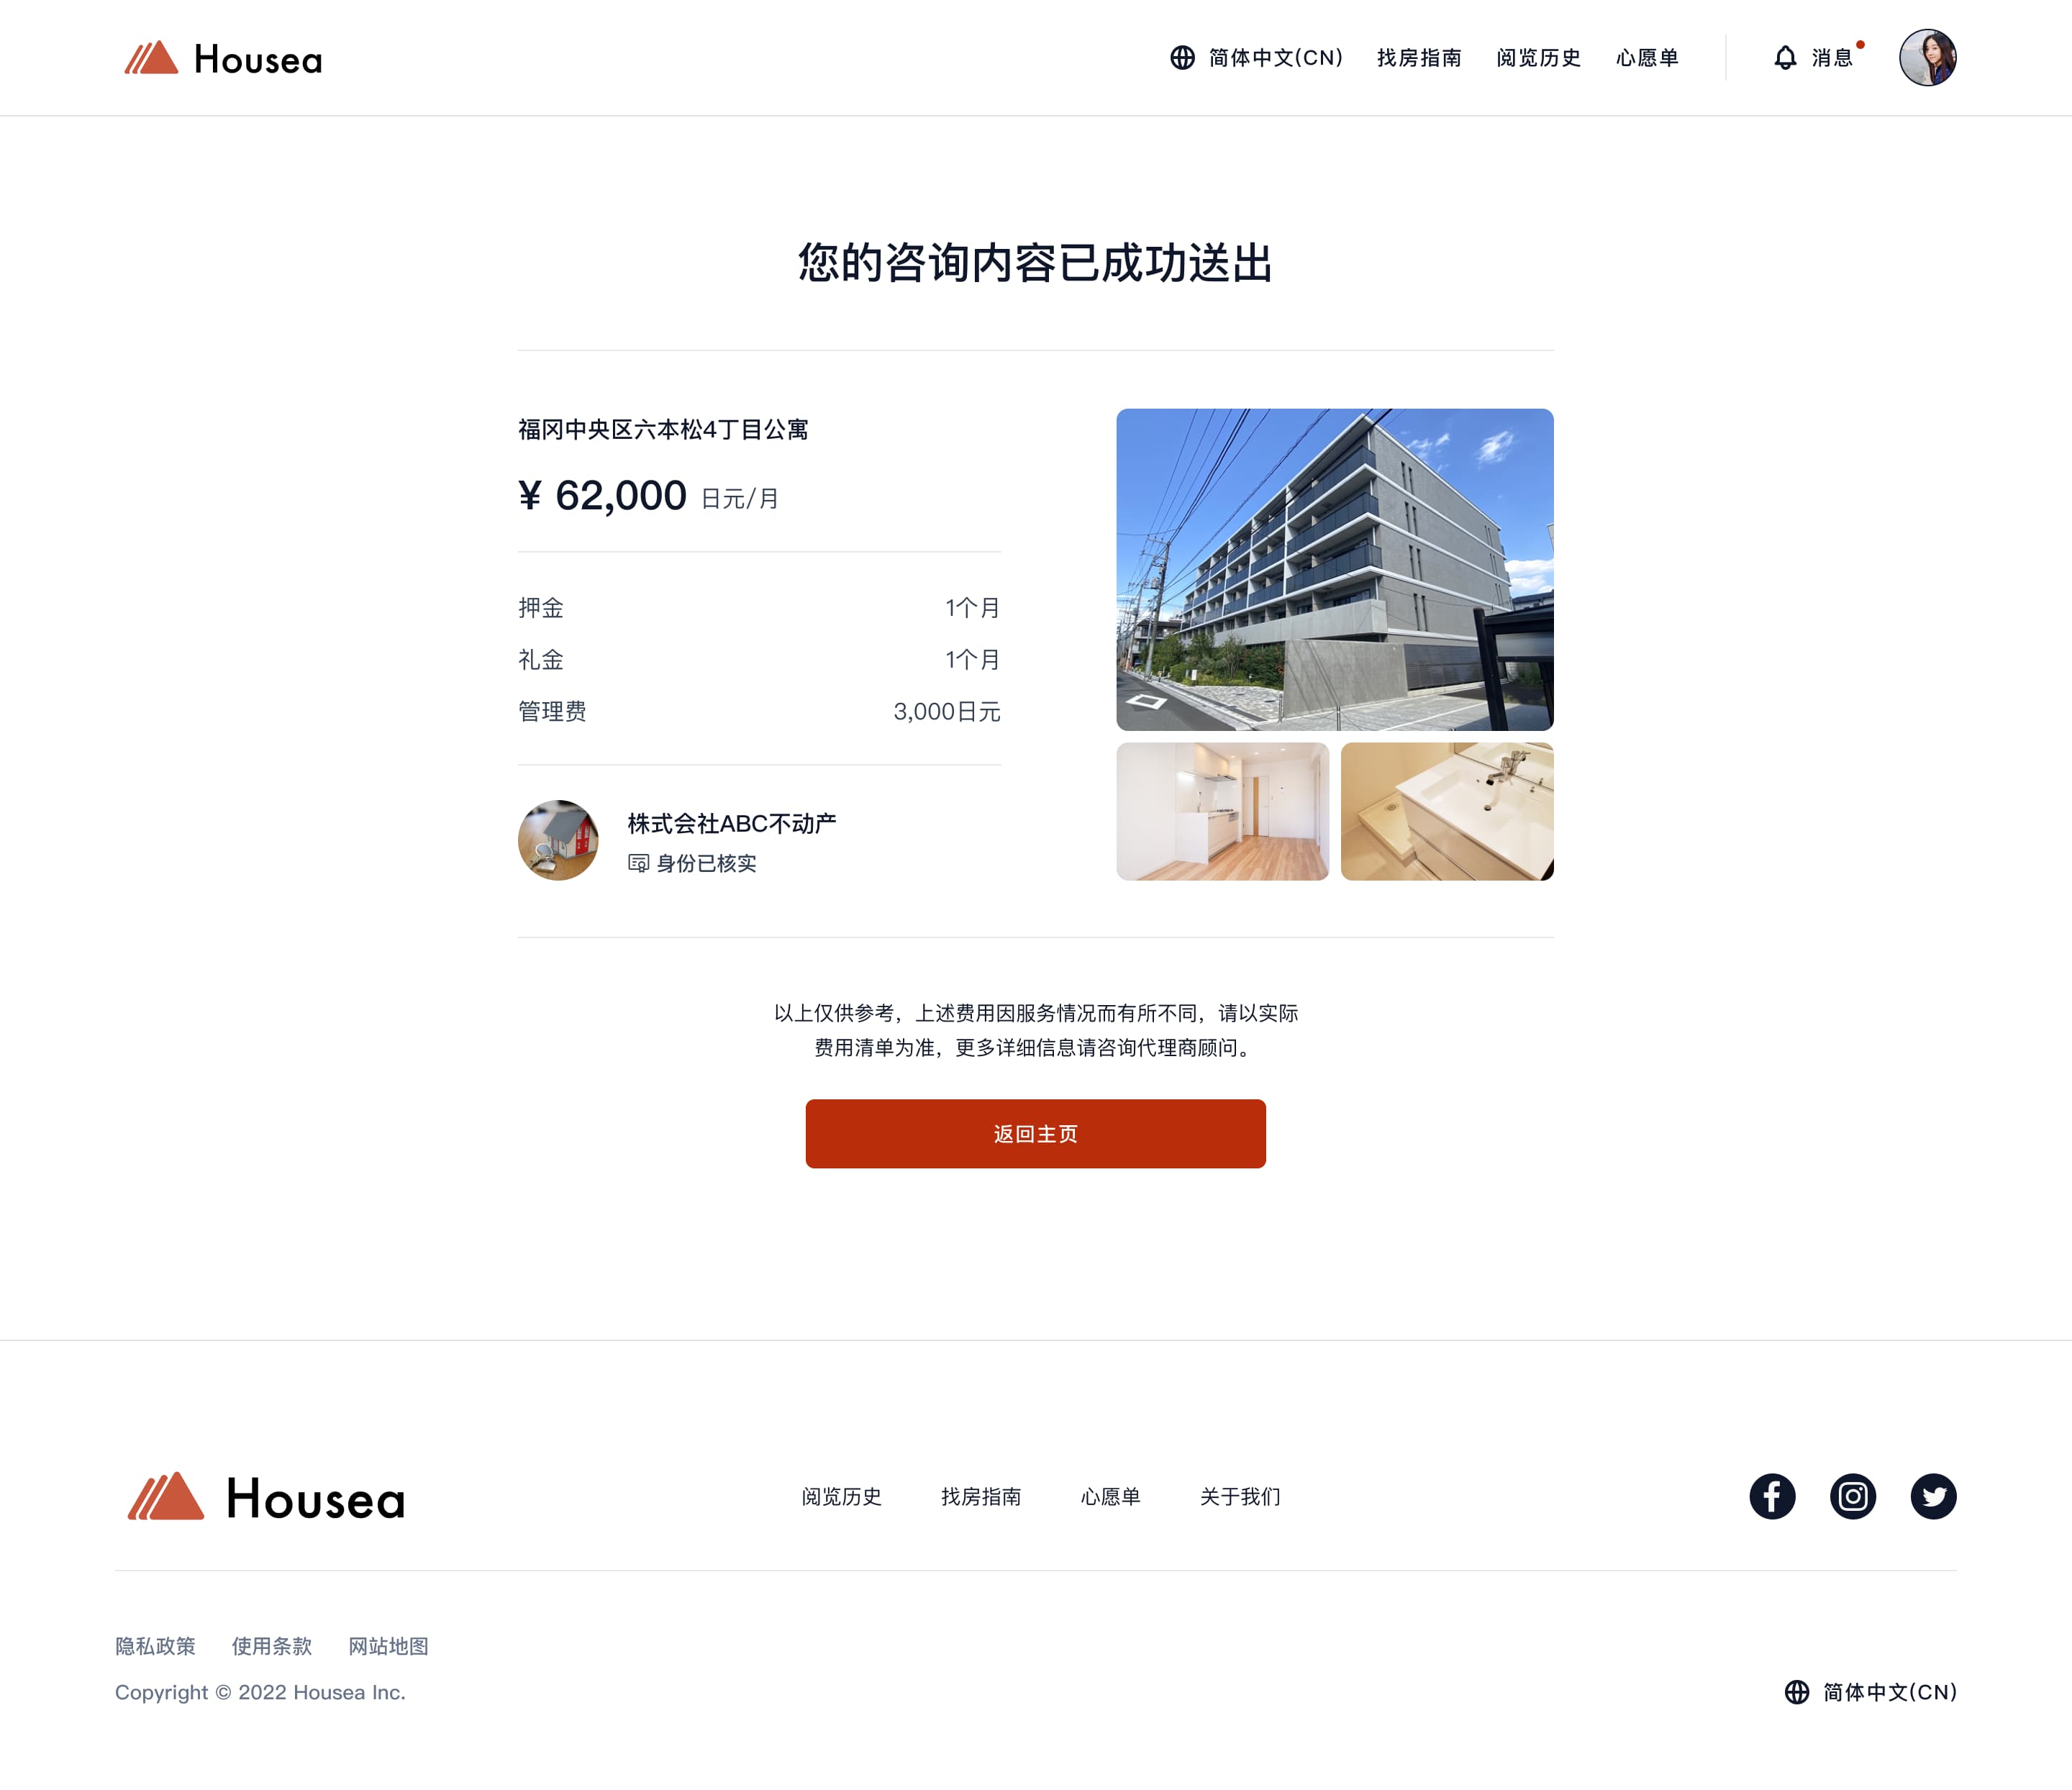 Housea
简体中文(CN) 找房指南 阅览历史 心愿单 消息
您的咨询内容已成功送出
福冈中央区六本松4丁目公寓
¥ 62,000 日元/月
押金 1个月
礼金 1个月
管理费 3,000日元
株式会社ABC不动产
身份已核实
以上仅供参考，上述费用因服务情况而有所不同，请以实际
费用清单为准，更多详细信息请咨询代理商顾问。
返回主页
Housea
阅览历史 找房指南 心愿单 关于我们
隐私政策 使用条款 网站地图
Copyright © 2022 Housea Inc.
简体中文(CN)